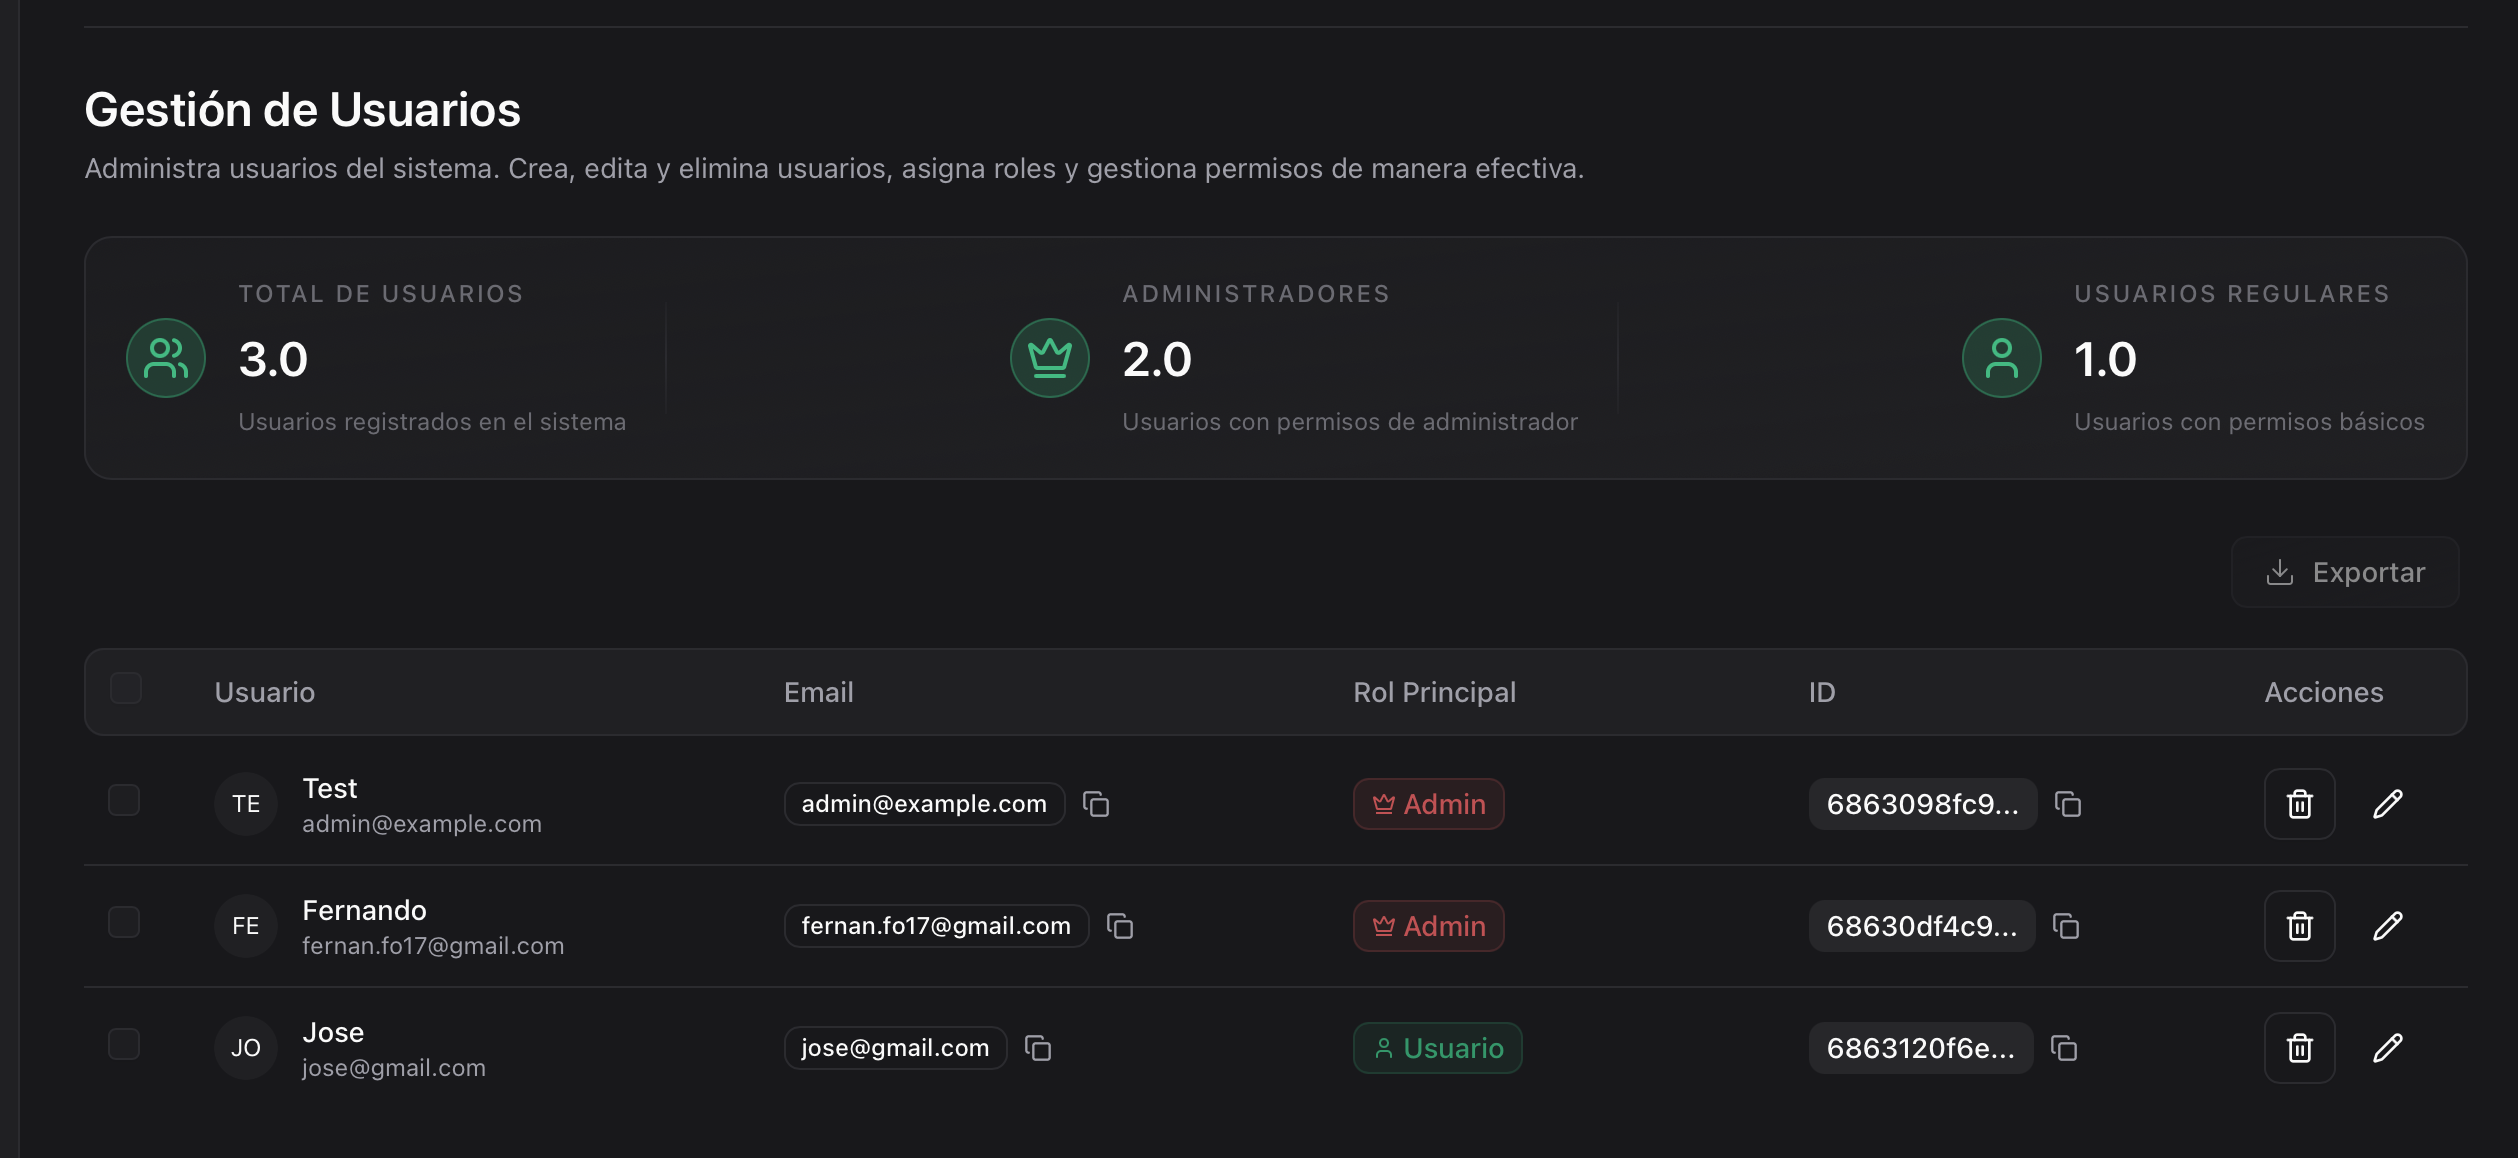 Gestión de Usuarios
Administra usuarios del sistema. Crea, edita y elimina usuarios, asigna roles y gestiona permisos de manera efectiva.
TOTAL DE USUARIOS
3.0
Usuarios registrados en el sistema
ADMINISTRADORES
2.0
Usuarios con permisos de administrador
USUARIOS REGULARES
1.0
Usuarios con permisos básicos
Exportar
Usuario Email Rol Principal ID Acciones
TE Test admin@example.com Admin 6863098fc9...
admin@example.com
FE Fernando fernan.fo17@gmail.com Admin 68630df4c9...
fernan.fo17@gmail.com
JO Jose jose@gmail.com Usuario 6863120f6e...
jose@gmail.com